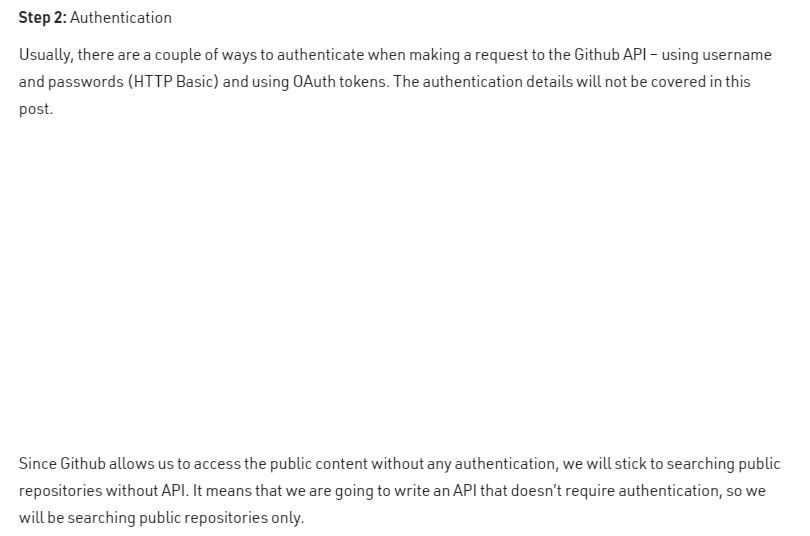 Step 2: Authentication
Usually, there are a couple of ways to authenticate when making a request to the Github API – using username
and passwords (HTTP Basic) and using OAuth tokens. The authentication details will not be covered in this
post.
Since Github allows us to access the public content without any authentication, we will stick to searching public
repositories without API. It means that we are going to write an API that doesn’t require authentication, so we
will be searching public repositories only.